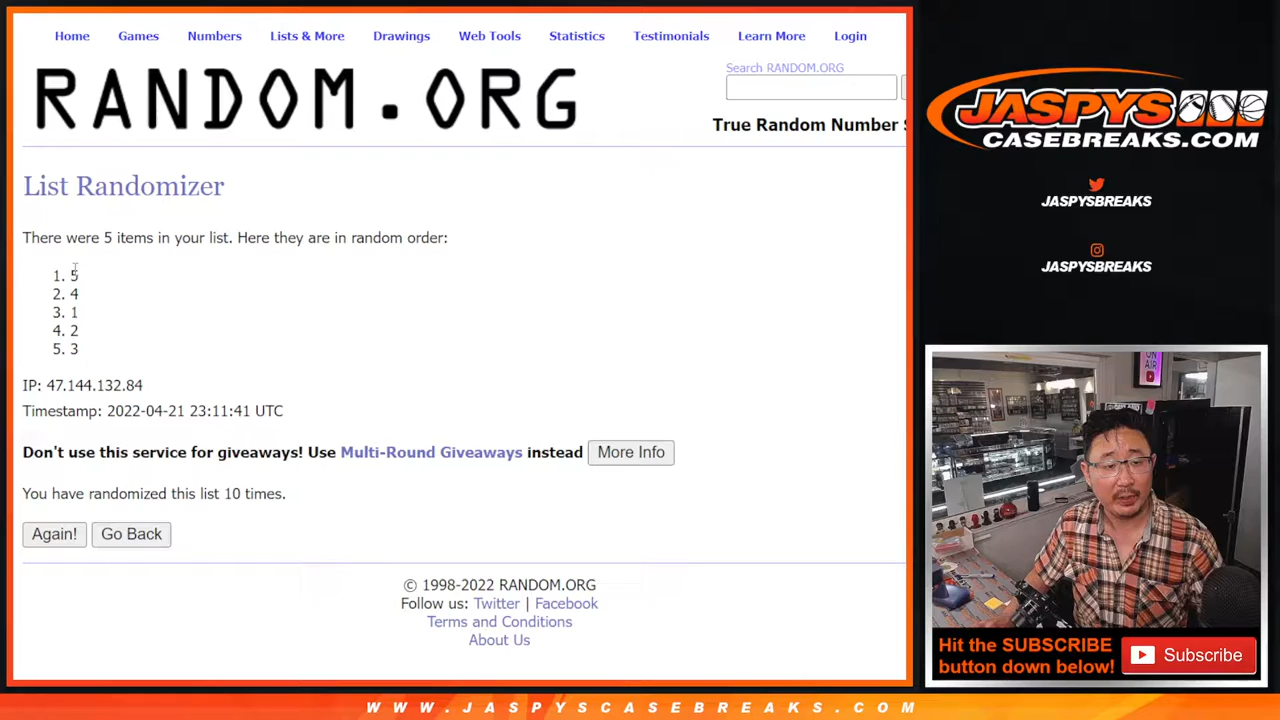 Home Games Numbers Lists & More Drawings Web Tools Statistics Testimonials Learn More Login
RANDOM.ORG
Search RANDOM.ORG
True Random Number
List Randomizer
There were 5 items in your list. Here they are in random order:
1. 5
2. 4
3. 1
4. 2
5. 3
IP: 47.144.132.84
Timestamp: 2022-04-21 23:11:41 UTC
Don't use this service for giveaways! Use Multi-Round Giveaways instead More Info
You have randomized this list 10 times.
Again! Go Back
© 1998-2022 RANDOM.ORG
Follow us: Twitter | Facebook
Terms and Conditions
About Us
JASPYS
CASEBREAKS.COM
JASPYSBREAKS
JASPYSBREAKS
ON
AIR
Hit the SUBSCRIBE
button down below!
Subscribe
WWW.JASPYSCASEBREAKS.COM